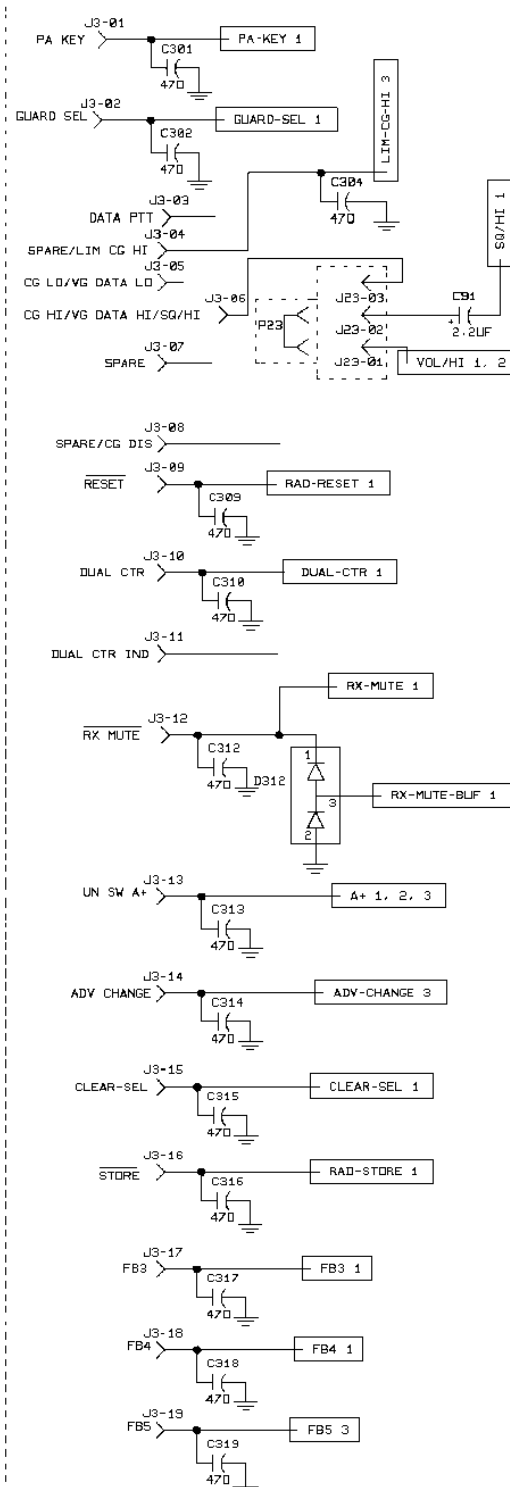 J3-01
PA KEY
PA-KEY 1
C301
470
J3-02
GUARD SEL
GUARD-SEL 1
C302
470
LIM-CG-HI 3
C304
470
J3-03
DATA PTT
J3-04
SPARE/LIM CG HI
J3-05
CG LO/VG DATA LO
J3-06
CG HI/VG DATA HI/SQ/HI
P23
J23-03
J23-02
J23-01
C91
+
2.2UF
SQ/HI 1
VOL/HI 1, 2
J3-07
SPARE
J3-08
SPARE/CG DIS
J3-09
RESET
RAD-RESET 1
C309
470
J3-10
DUAL CTR
DUAL-CTR 1
C310
470
J3-11
DUAL CTR IND
RX-MUTE 1
J3-12
RX MUTE
C312
470
D312
1
3
2
RX-MUTE-BUF 1
J3-13
UN SW A+
A+ 1, 2, 3
C313
470
J3-14
ADV CHANGE
ADV-CHANGE 3
C314
470
J3-15
CLEAR-SEL
CLEAR-SEL 1
C315
470
J3-16
STORE
RAD-STORE 1
C316
470
J3-17
FB3
FB3 1
C317
470
J3-18
FB4
FB4 1
C318
470
J3-19
FB5
FB5 3
C319
470